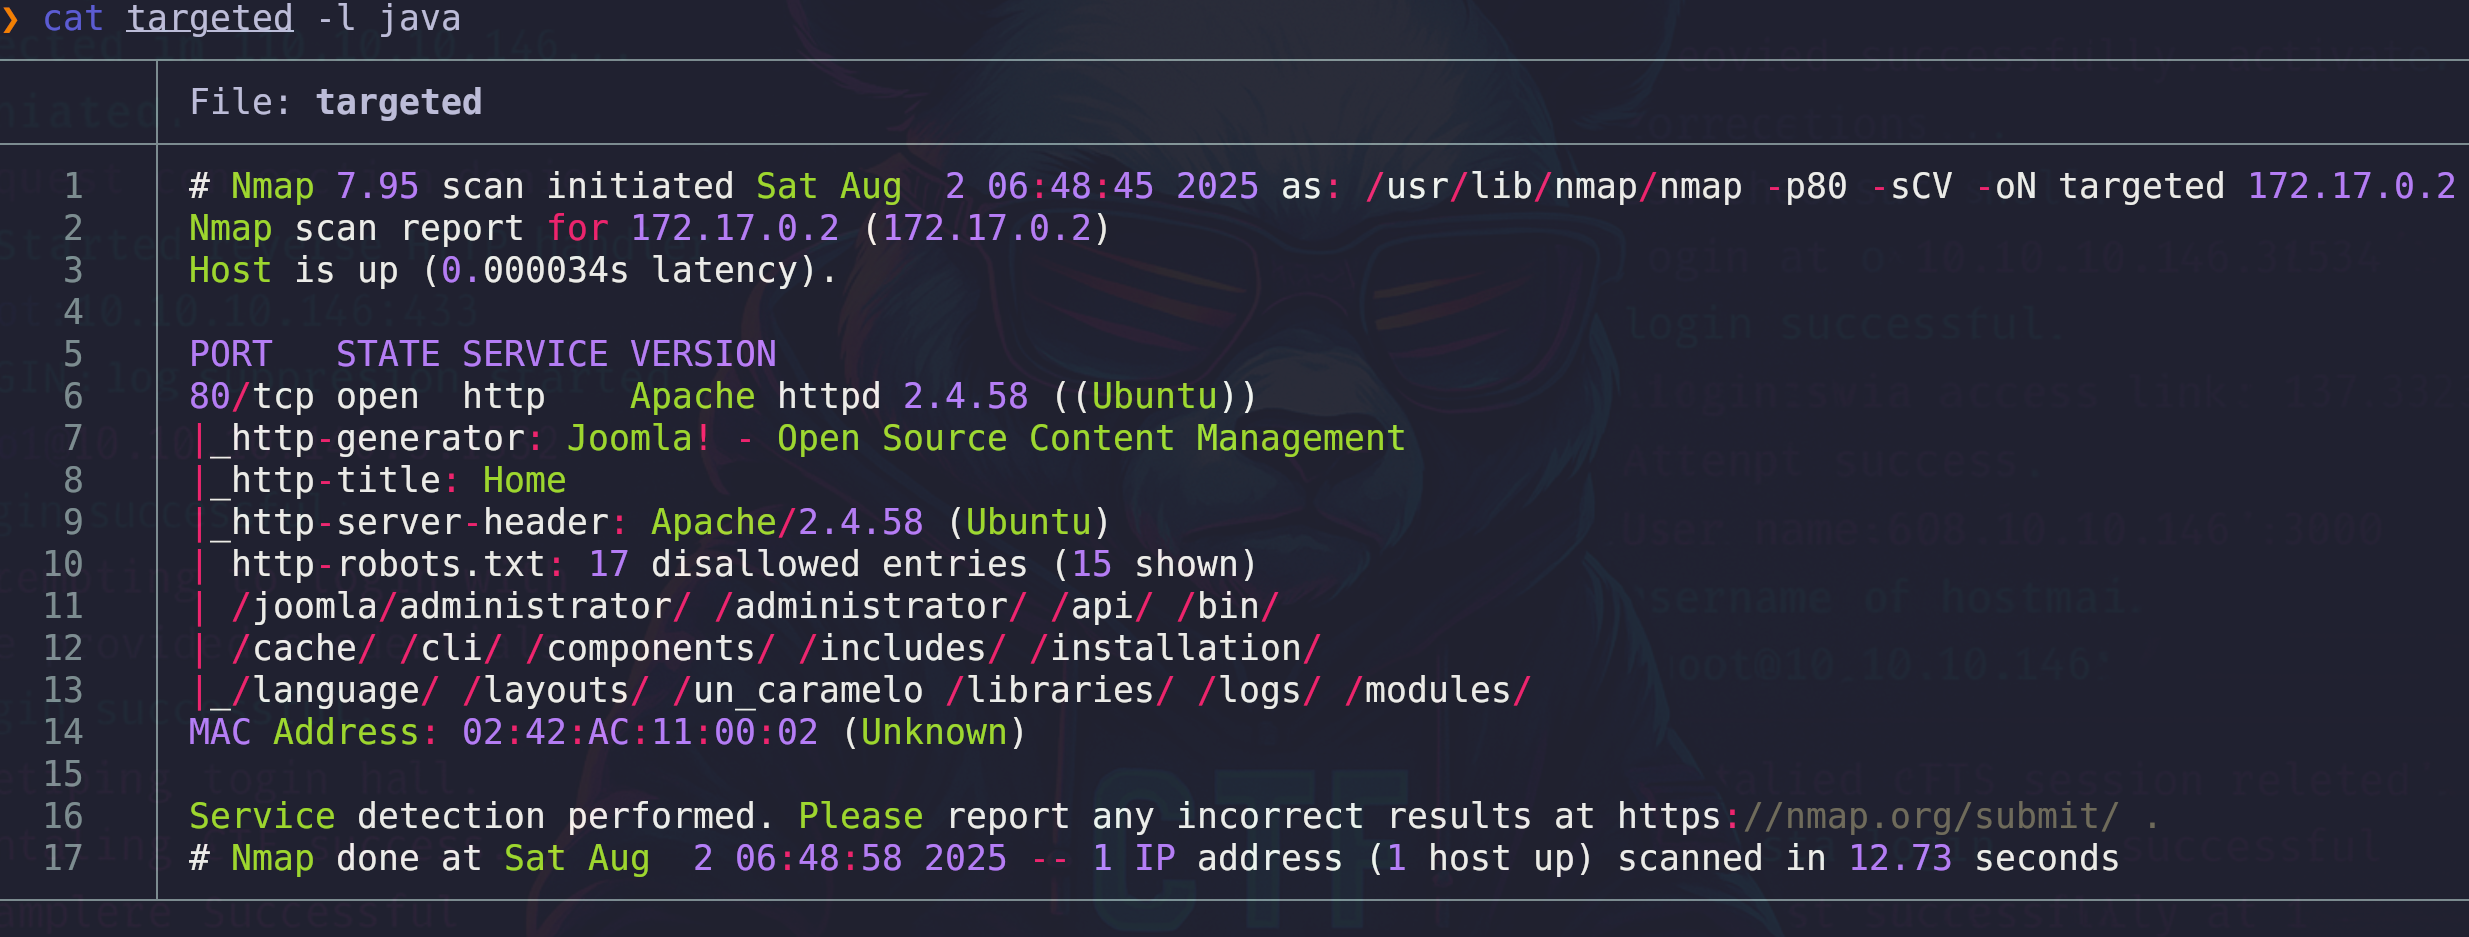 ❯ cat targeted -l java
File: targeted
1 # Nmap 7.95 scan initiated Sat Aug  2 06:48:45 2025 as: /usr/lib/nmap/nmap -p80 -sCV -oN targeted 172.17.0.2
2 Nmap scan report for 172.17.0.2 (172.17.0.2)
3 Host is up (0.000034s latency).
4
5 PORT   STATE SERVICE VERSION
6 80/tcp open  http    Apache httpd 2.4.58 ((Ubuntu))
7 |_http-generator: Joomla! - Open Source Content Management
8 |_http-title: Home
9 |_http-server-header: Apache/2.4.58 (Ubuntu)
10 | http-robots.txt: 17 disallowed entries (15 shown)
11 | /joomla/administrator/ /administrator/ /api/ /bin/
12 | /cache/ /cli/ /components/ /includes/ /installation/
13 |_/language/ /layouts/ /un_caramelo /libraries/ /logs/ /modules/
14 MAC Address: 02:42:AC:11:00:02 (Unknown)
15
16 Service detection performed. Please report any incorrect results at https://nmap.org/submit/ .
17 # Nmap done at Sat Aug  2 06:48:58 2025 -- 1 IP address (1 host up) scanned in 12.73 seconds
CTF